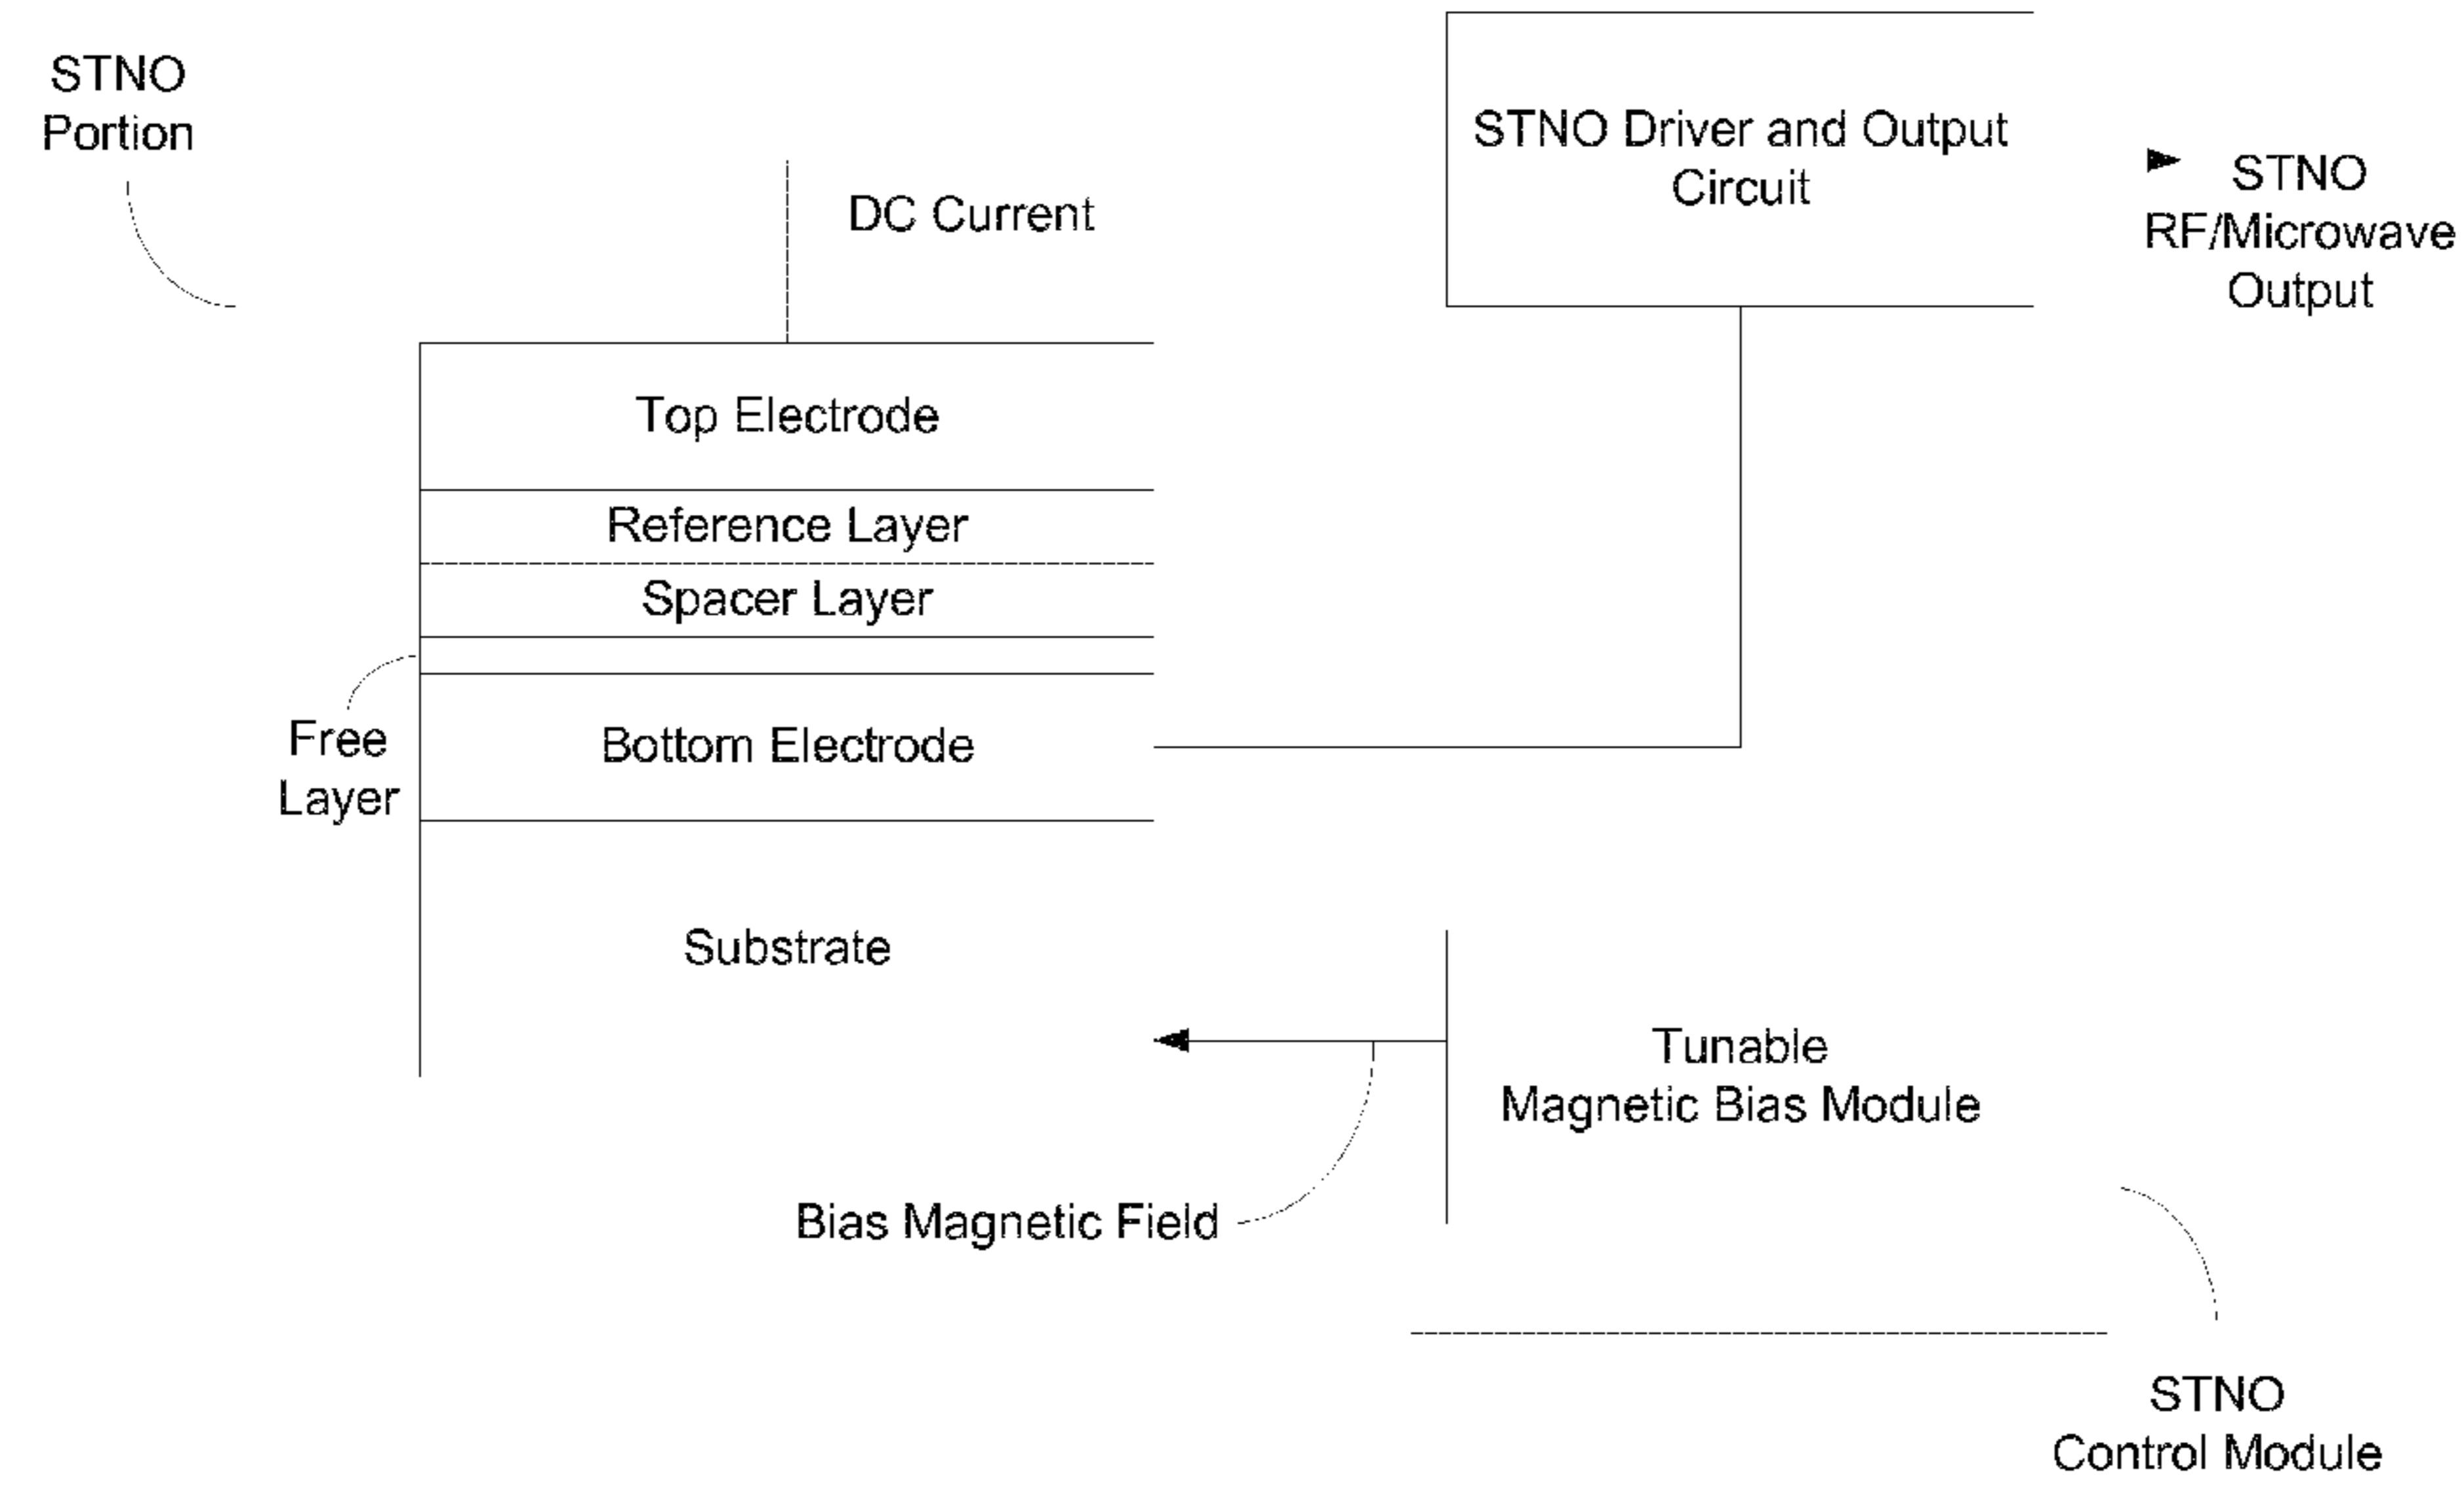 STNO
Portion
DC Current
STNO Driver and Output
Circuit
STNO
RF/Microwave
Output
Top Electrode
Reference Layer
Spacer Layer
Free
Layer
Bottom Electrode
Substrate
Tunable
Magnetic Bias Module
Bias Magnetic Field
STNO
Control Module